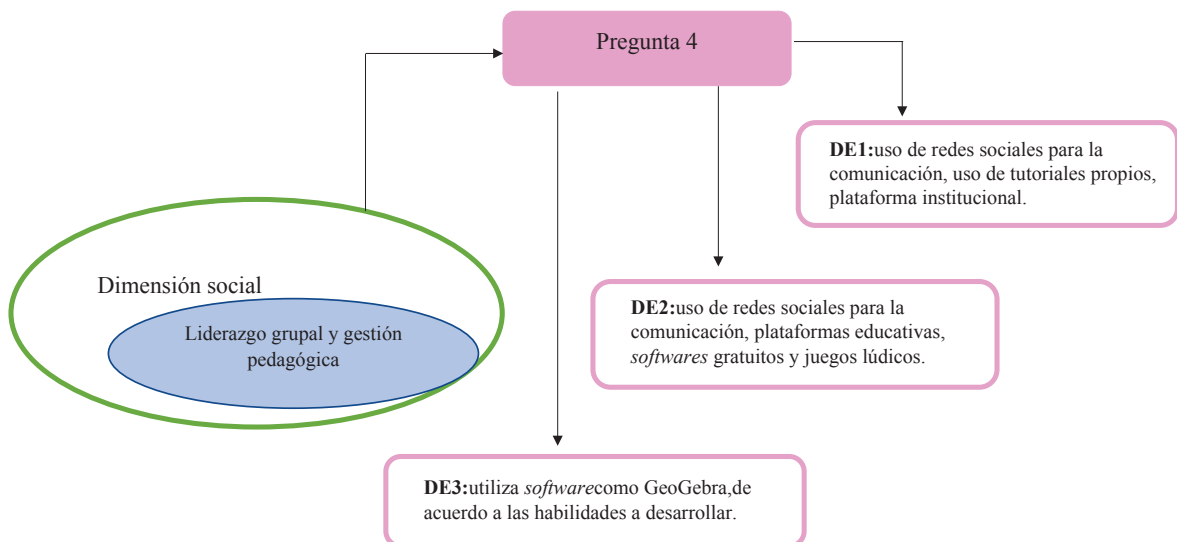 Pregunta 4
DE1:uso de redes sociales para la
comunicación, uso de tutoriales propios,
plataforma institucional.
Dimensión social
Liderazgo grupal y gestión
pedagógica
DE2:uso de redes sociales para la
comunicación, plataformas educativas,
softwares gratuitos y juegos lúdicos.
DE3:utiliza softwarecomo GeoGebra,de
acuerdo a las habilidades a desarrollar.